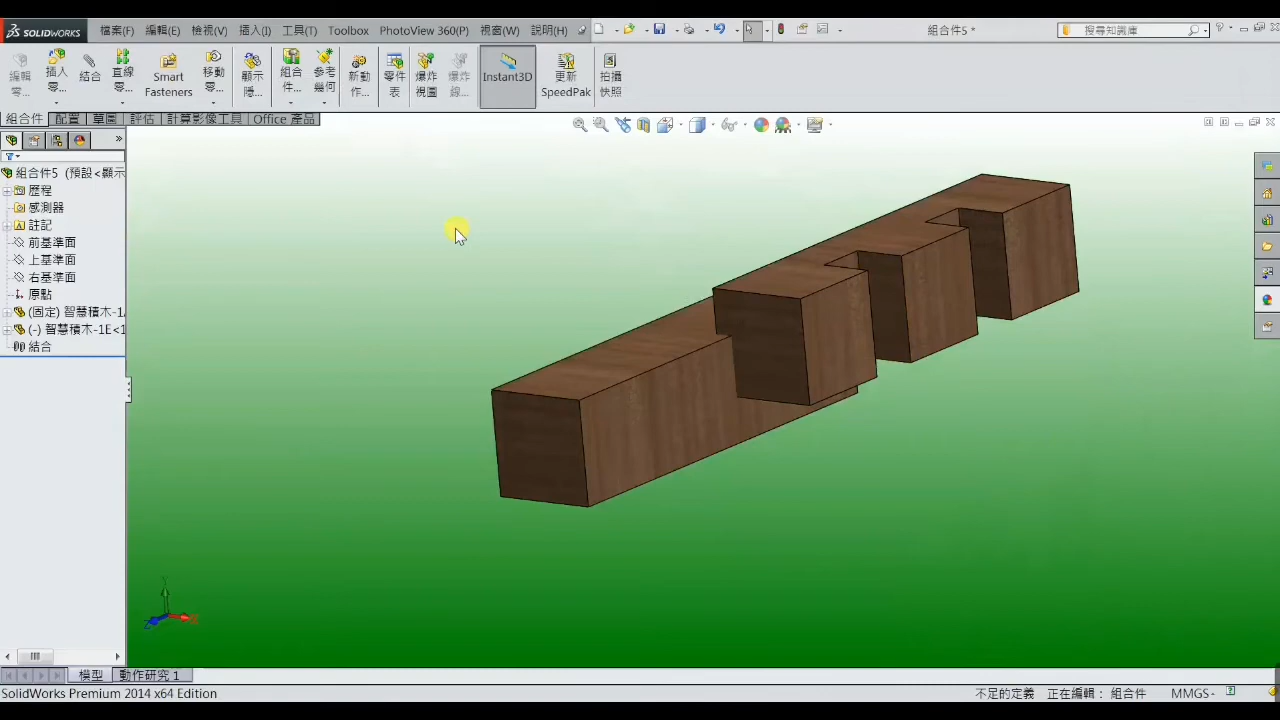 SOLIDWORKS 檔案(F) 編輯(E) 檢視(V) 插入(I) 工具(T) Toolbox PhotoView 360(P) 視窗(W) 說明(H) 組合件5 * 搜尋知識庫
編輯零... 插入零... 結合 直線零... Smart Fasteners 移動零... 顯示隱... 組合件... 參考幾何 新動作... 零件表 爆炸視圖 爆炸線... Instant3D 更新 SpeedPak 拍攝快照
組合件 配置 草圖 評估 計算影像工具 Office 產品
組合件5 (預設<顯示
歷程
感測器
註記
前基準面
上基準面
右基準面
原點
(固定) 智慧積木-1
(-) 智慧積木-1E<1
結合
Y
Z X
模型 動作研究 1
SolidWorks Premium 2014 x64 Edition 不足的定義 正在編輯: 組合件 MMGS